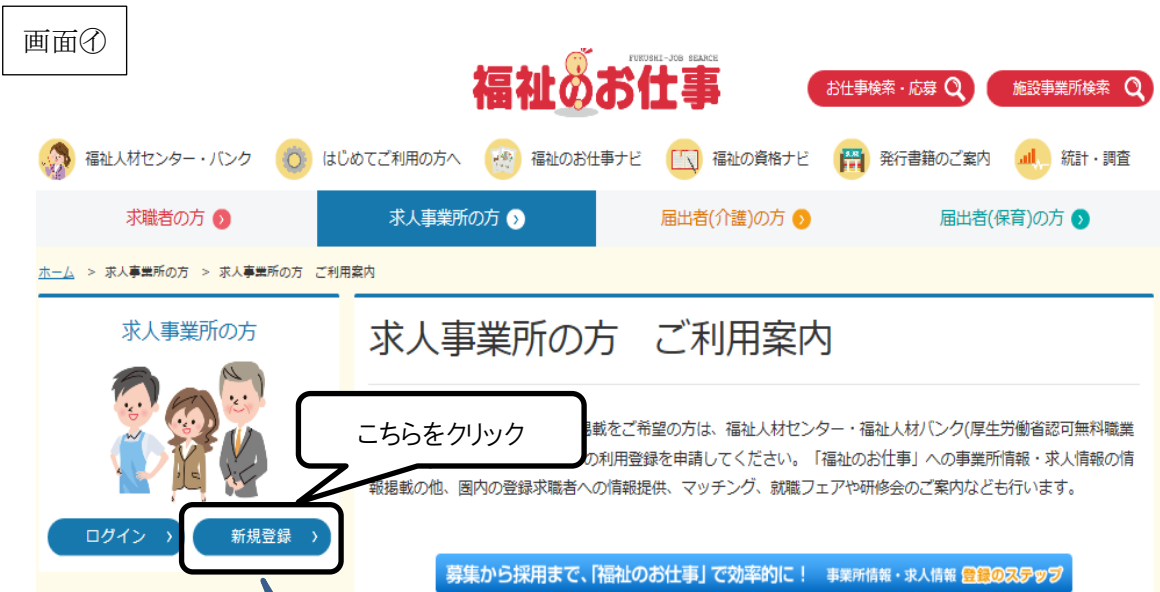 画面㋑
FUKUSHI-JOB SEARCH
福祉のお仕事
お仕事検索・応募
施設事業所検索
福祉人材センター・バンク
はじめてご利用の方へ
福祉のお仕事ナビ
福祉の資格ナビ
発行書籍のご案内
統計・調査
求職者の方
求人事業所の方
届出者(介護)の方
届出者(保育)の方
ホーム > 求人事業所の方 > 求人事業所の方 ご利用案内
求人事業所の方
求人事業所の方 ご利用案内
こちらをクリック
掲載をご希望の方は、福祉人材センター・福祉人材バンク(厚生労働省認可無料職業
の利用登録を申請してください。「福祉のお仕事」への事業所情報・求人情報の情
報掲載の他、圏内の登録求職者への情報提供、マッチング、就職フェアや研修会のご案内なども行います。
ログイン
新規登録
募集から採用まで、「福祉のお仕事」で効率的に! 事業所情報・求人情報 登録のステップ